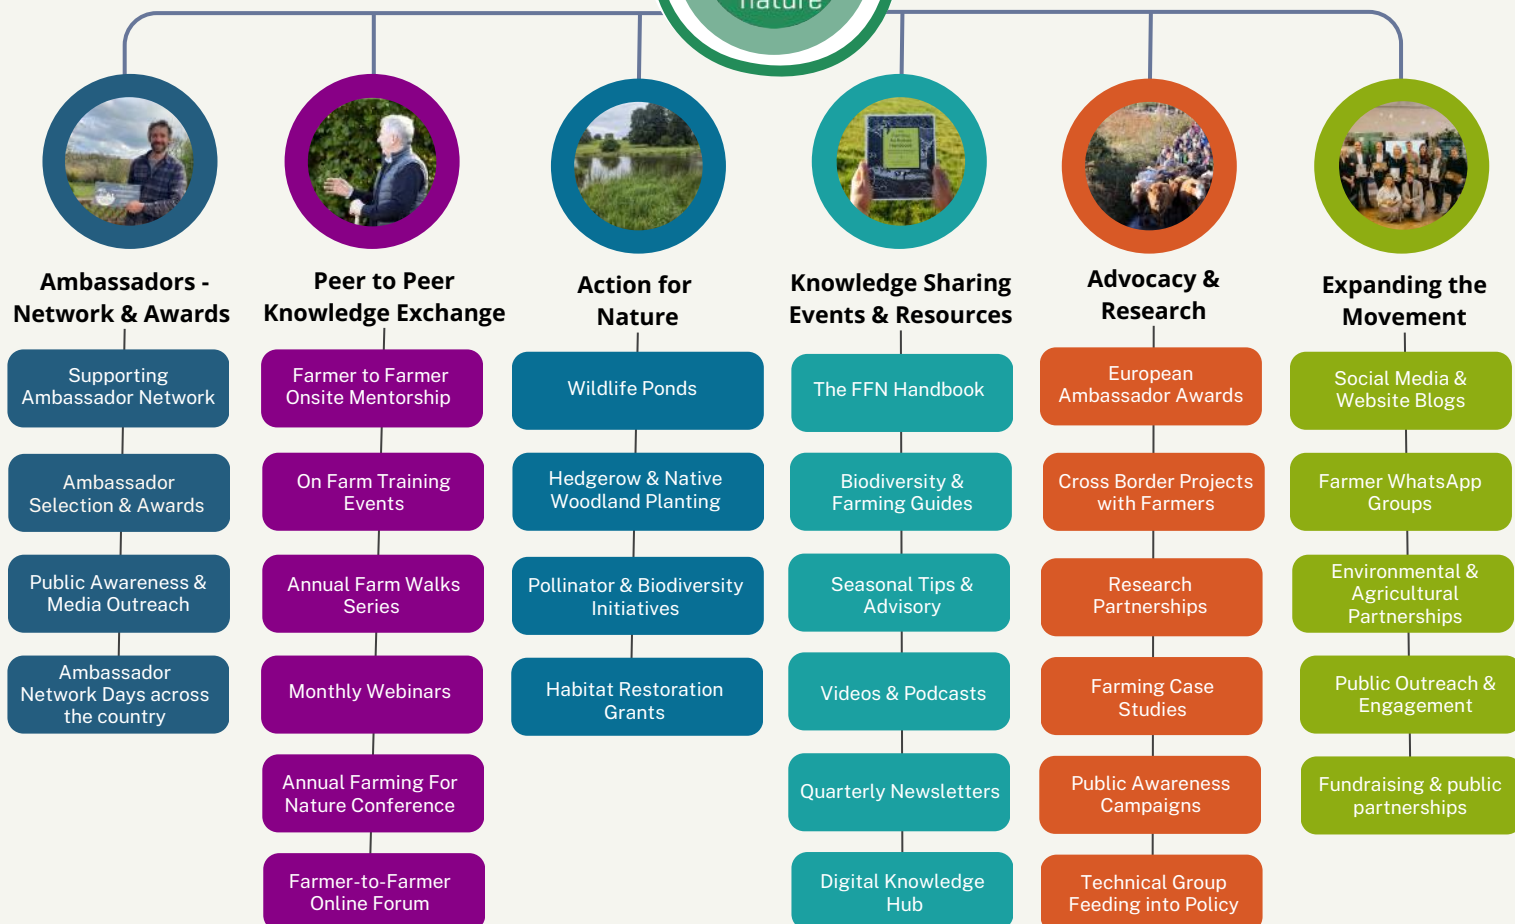 nature
Ambassadors -
Network & Awards
Supporting
Ambassador Network
Ambassador
Selection & Awards
Public Awareness &
Media Outreach
Ambassador
Network Days across
the country
Peer to Peer
Knowledge Exchange
Farmer to Farmer
Onsite Mentorship
On Farm Training
Events
Annual Farm Walks
Series
Monthly Webinars
Annual Farming For
Nature Conference
Farmer-to-Farmer
Online Forum
Action for
Nature
Wildlife Ponds
Hedgerow & Native
Woodland Planting
Pollinator & Biodiversity
Initiatives
Habitat Restoration
Grants
Knowledge Sharing
Events & Resources
The FFN Handbook
Biodiversity &
Farming Guides
Seasonal Tips &
Advisory
Videos & Podcasts
Quarterly Newsletters
Digital Knowledge
Hub
Advocacy &
Research
European
Ambassador Awards
Cross Border Projects
with Farmers
Research
Partnerships
Farming Case
Studies
Public Awareness
Campaigns
Technical Group
Feeding into Policy
Expanding the
Movement
Social Media &
Website Blogs
Farmer WhatsApp
Groups
Environmental &
Agricultural
Partnerships
Public Outreach &
Engagement
Fundraising & public
partnerships